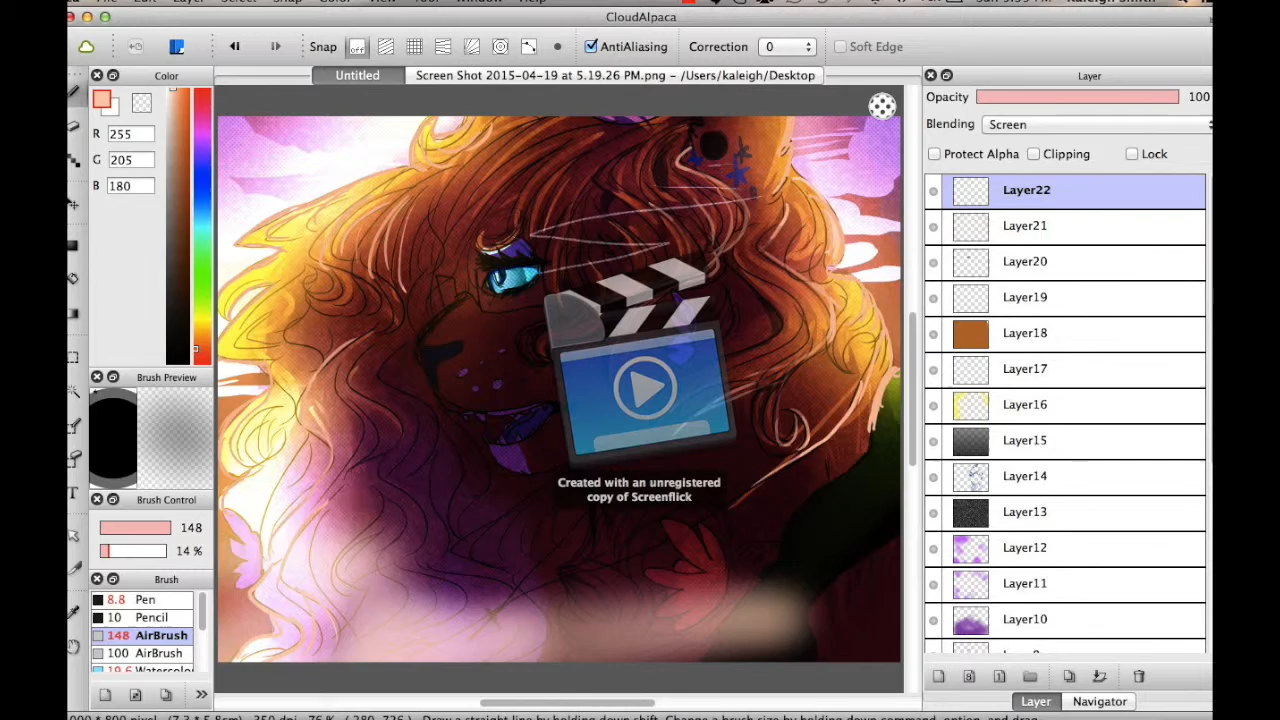 CloudAlpaca
Snap
off
AntiAliasing
Correction
0
Soft Edge
Color
Untitled
Screen Shot 2015-04-19 at 5.19.26 PM.png - /Users/kaleigh/Desktop
Layer
R
255
G
205
B
180
Opacity
100
Blending
Screen
Protect Alpha
Clipping
Lock
Layer22
Layer21
Layer20
Layer19
Layer18
Layer17
Layer16
Layer15
Layer14
Layer13
Layer12
Layer11
Layer10
Brush Preview
Brush Control
148
14 %
Brush
8.8 Pen
10 Pencil
148 AirBrush
100 AirBrush
Created with an unregistered
copy of Screenflick
Layer
Navigator